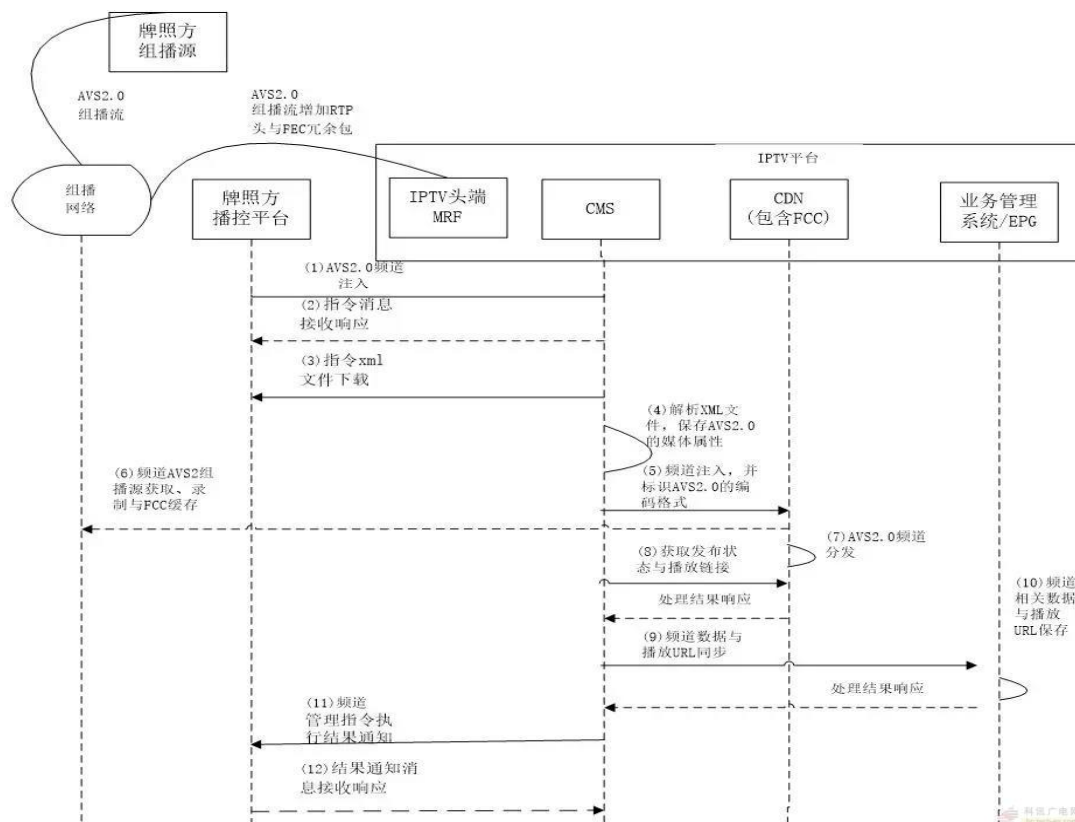 牌照方
组播源
AVS2.0
组播流
AVS2.0
组播流增加RTP
头与FEC冗余包
IPTV平台
组播
网络
牌照方
播控平台
IPTV头端
MRF
CMS
CDN
(包含FCC)
业务管理
系统/EPG
(1)AVS2.0频道
注入
(2)指令消息
接收响应
(3)指令xml
文件下载
(4)解析XML文
件，保存AVS2.0
的媒体属性
(5)频道注入，并
标识AVS2.0的编
码格式
(6)频道AVS2组
播源获取、录
制与FCC缓存
(7)AVS2.0频道
分发
(8)获取发布状
态与播放链接
处理结果响应
(9)频道数据与
播放URL同步
(10)频道
相关数据
与播放
URL保存
处理结果响应
(11)频道
管理指令执
行结果通知
(12)结果通知消
息接收响应
科讯广电网